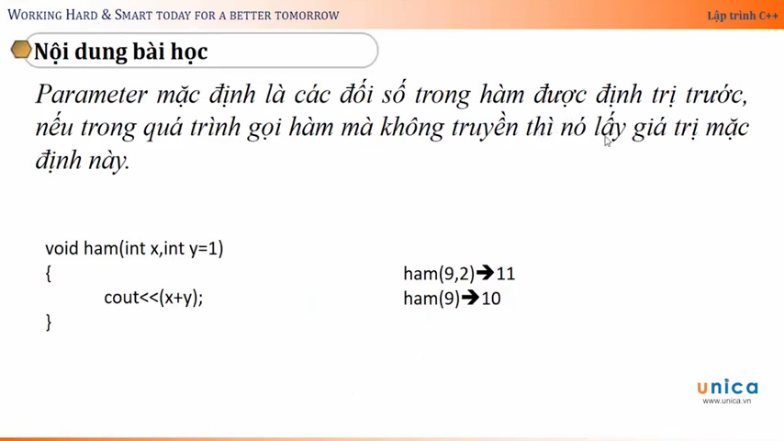 WORKING HARD & SMART TODAY FOR A BETTER TOMORROW
Lập trình C++
Nội dung bài học
Parameter mặc định là các đối số trong hàm được định trị trước,
nếu trong quá trình gọi hàm mà không truyền thì nó lấy giá trị mặc
định này.
void ham(int x,int y=1)
{
ham(9,2)➔11
cout<<(x+y);
ham(9)➔10
}
unica
www.unica.vn